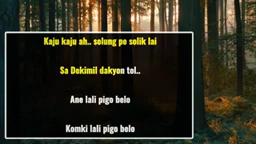 Kaju kaju ah.. solung po solik lai
Sa Dekimil dakyon tol..
Ane lali pigo belo
Komki lali pigo belo